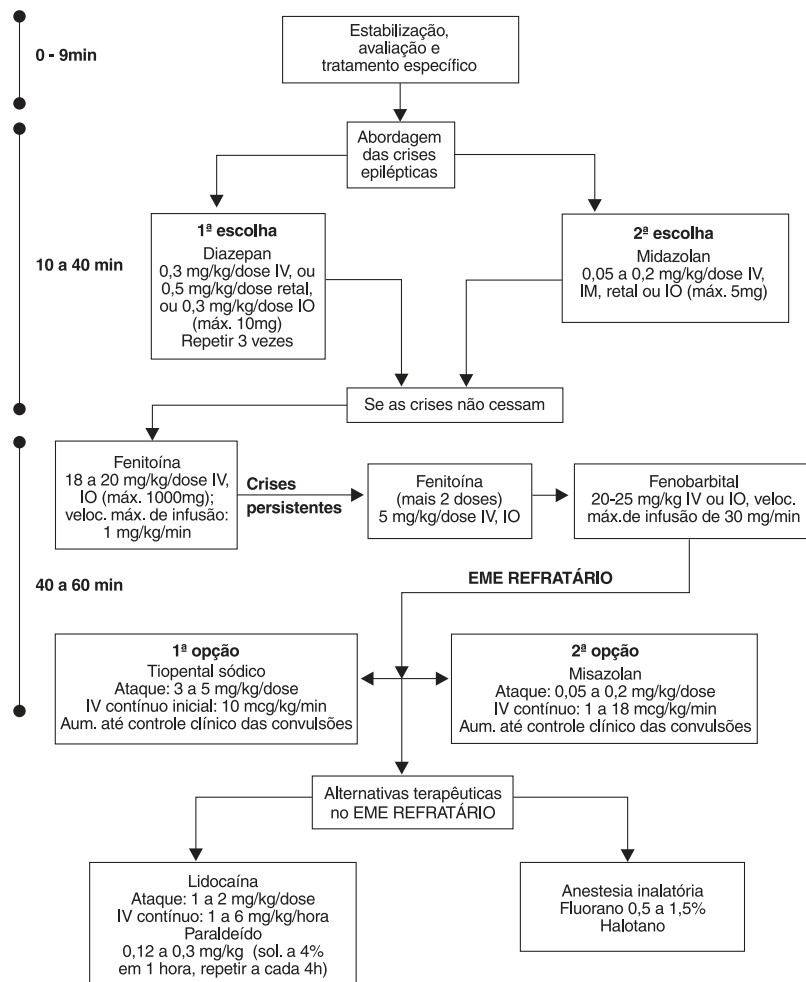 0 - 9min
Estabilização,
avaliação e
tratamento específico
Abordagem
das crises
epilépticas
10 a 40 min
1ª escolha
Diazepan
0,3 mg/kg/dose IV, ou
0,5 mg/kg/dose retal,
ou 0,3 mg/kg/dose IO
(máx. 10mg)
Repetir 3 vezes
2ª escolha
Midazolan
0,05 a 0,2 mg/kg/dose IV,
IM, retal ou IO (máx. 5mg)
Se as crises não cessam
40 a 60 min
Fenitoína
18 a 20 mg/kg/dose IV,
IO (máx. 1000mg);
veloc. máx. de infusão:
1 mg/kg/min
Crises
persistentes
Fenitoína
(mais 2 doses)
5 mg/kg/dose IV, IO
Fenobarbital
20-25 mg/kg IV ou IO, veloc.
máx.de infusão de 30 mg/min
EME REFRATÁRIO
1ª opção
Tiopental sódico
Ataque: 3 a 5 mg/kg/dose
IV contínuo inicial: 10 mcg/kg/min
Aum. até controle clínico das convulsões
2ª opção
Misazolan
Ataque: 0,05 a 0,2 mg/kg/dose
IV contínuo: 1 a 18 mcg/kg/min
Aum. até controle clínico das convulsões
Alternativas terapêuticas
no EME REFRATÁRIO
Lidocaína
Ataque: 1 a 2 mg/kg/dose
IV contínuo: 1 a 6 mg/kg/hora
Paraldeído
0,12 a 0,3 mg/kg (sol. a 4%
em 1 hora, repetir a cada 4h)
Anestesia inalatória
Fluorano 0,5 a 1,5%
Halotano